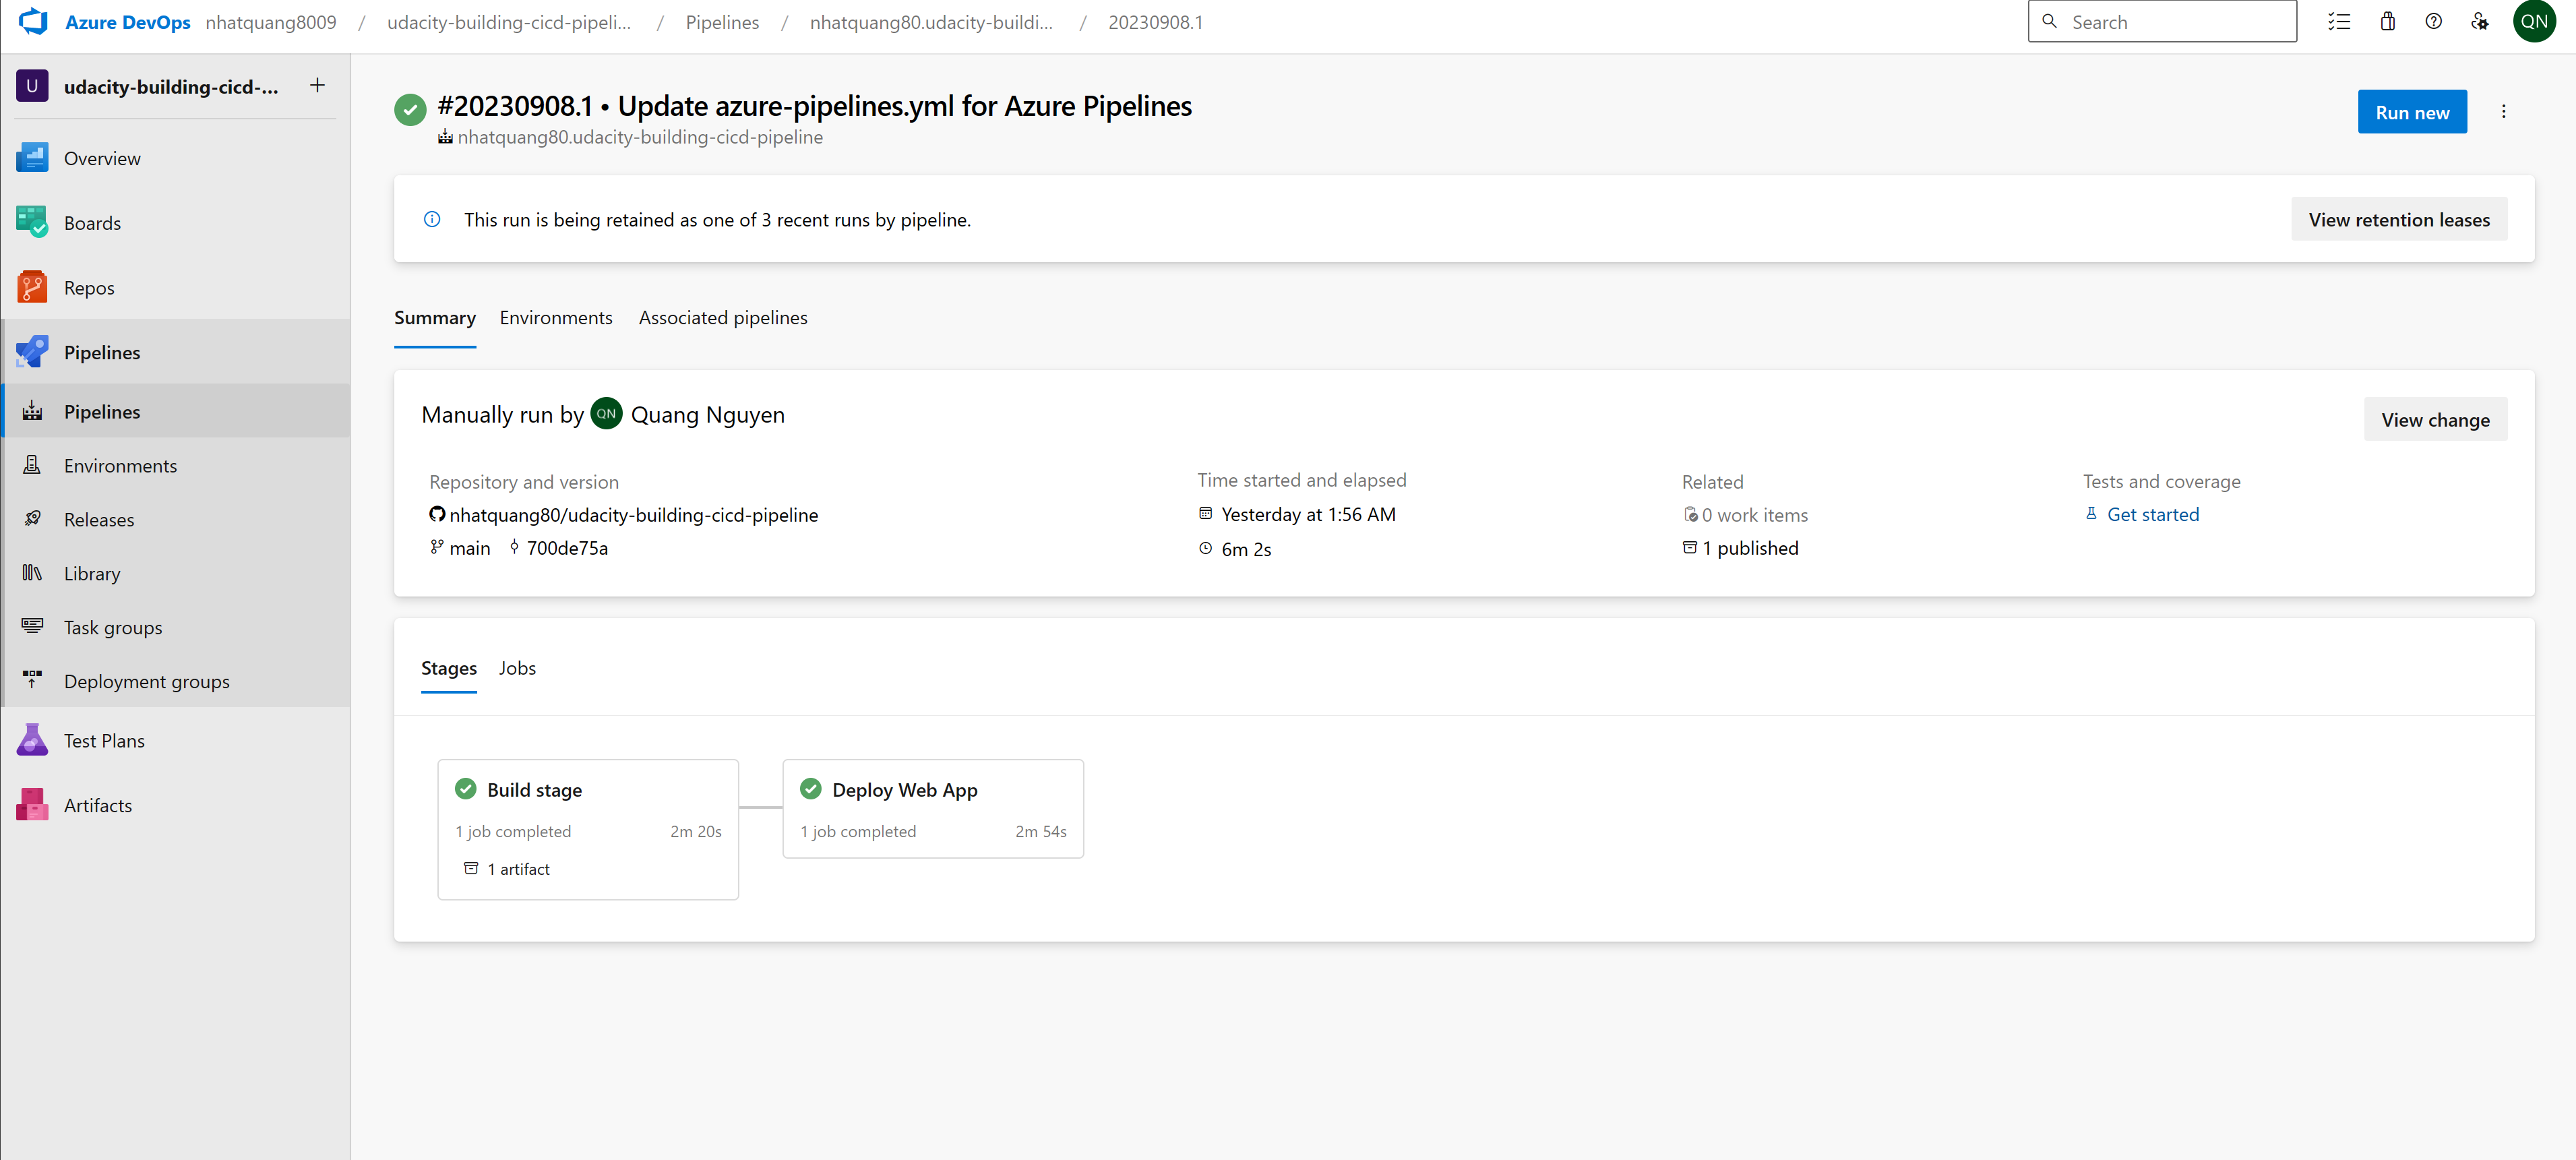 Azure DevOps nhatquang8009 / udacity-building-cicd-pipeli... / Pipelines / nhatquang80.udacity-buildi... / 20230908.1
Search
QN
U udacity-building-cicd-... +
Overview
Boards
Repos
Pipelines
Pipelines
Environments
Releases
Library
Task groups
Deployment groups
Test Plans
Artifacts
#20230908.1 • Update azure-pipelines.yml for Azure Pipelines
nhatquang80.udacity-building-cicd-pipeline
Run new
This run is being retained as one of 3 recent runs by pipeline.
View retention leases
Summary Environments Associated pipelines
Manually run by QN Quang Nguyen
View change
Repository and version
nhatquang80/udacity-building-cicd-pipeline
main 700de75a
Time started and elapsed
Yesterday at 1:56 AM
6m 2s
Related
0 work items
1 published
Tests and coverage
Get started
Stages Jobs
Build stage
1 job completed 2m 20s
1 artifact
Deploy Web App
1 job completed 2m 54s